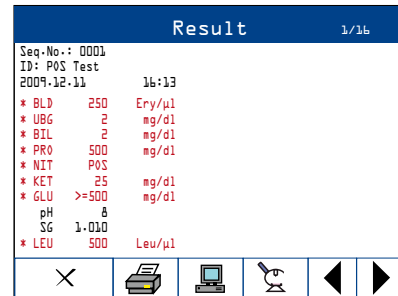 Result 1/16
Seq.No.: 0001
ID: POS Test
2009.12.11 16:13
* BLD 250 Ery/µl
* UBG 2 mg/dl
* BIL 2 mg/dl
* PRO 500 mg/dl
* NIT POS
* KET 25 mg/dl
* GLU >=500 mg/dl
pH 8
SG 1.010
* LEU 500 Leu/µl